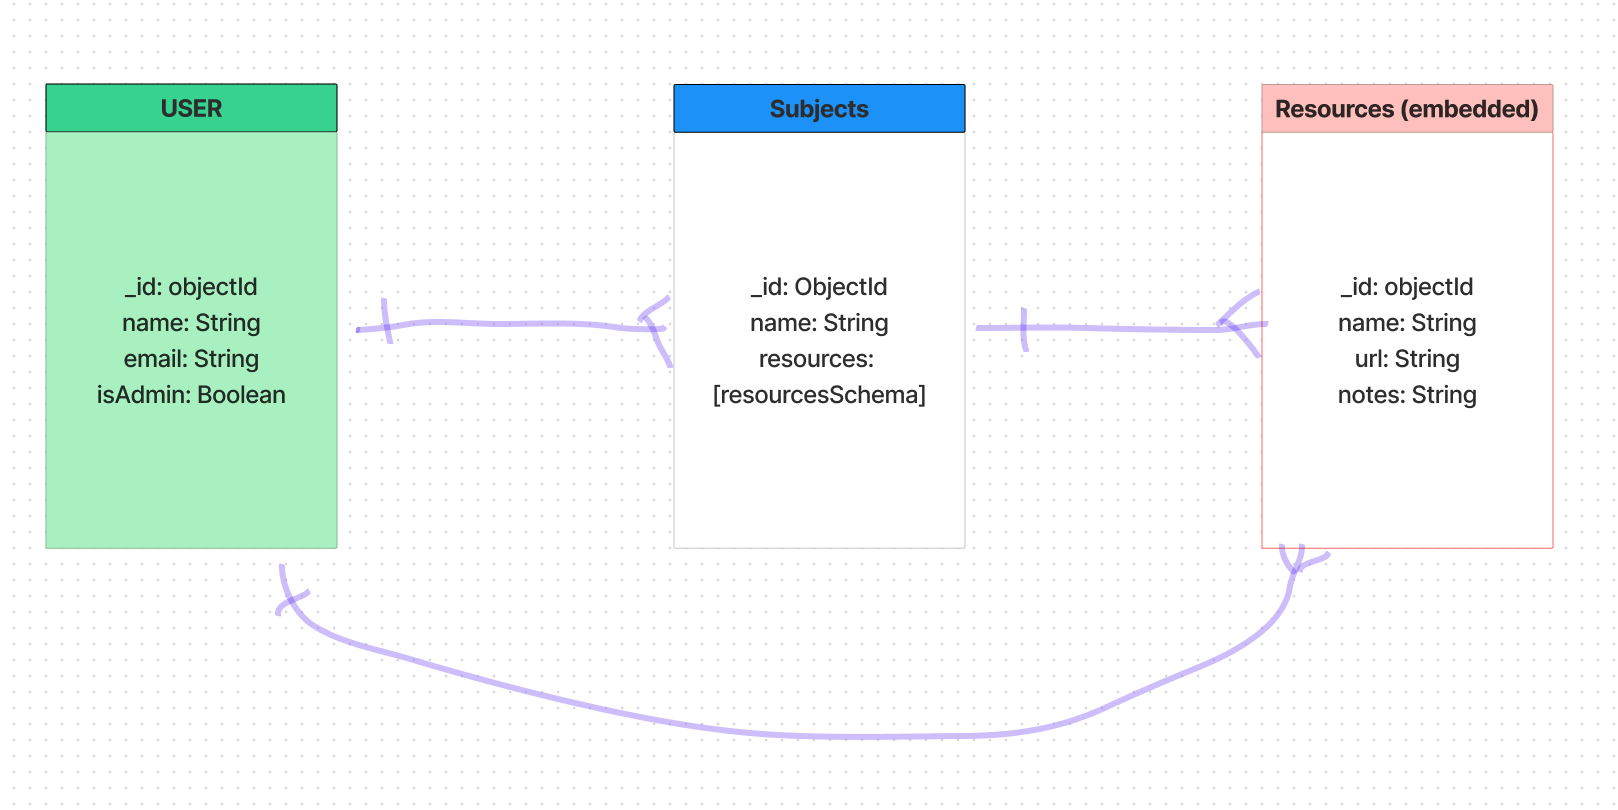 USER
_id: objectId
name: String
email: String
isAdmin: Boolean
Subjects
_id: ObjectId
name: String
resources:
[resourcesSchema]
Resources (embedded)
_id: objectId
name: String
url: String
notes: String